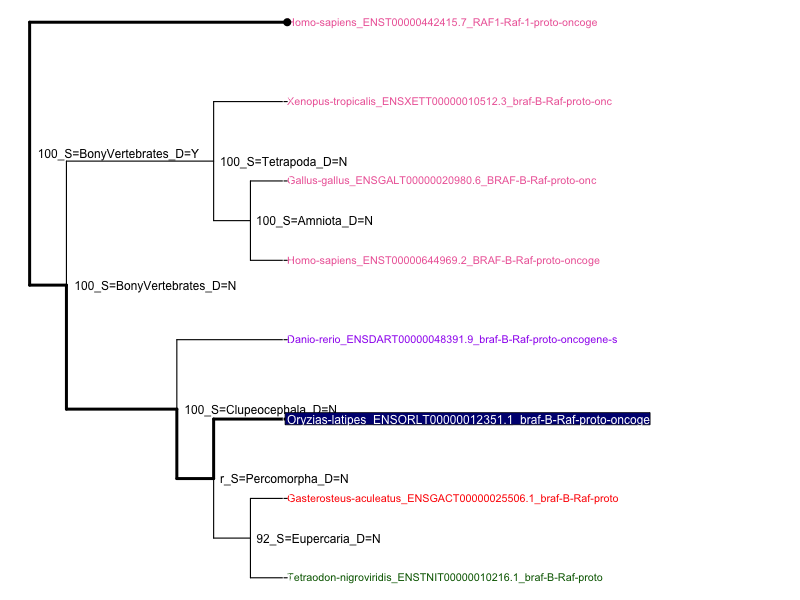 Homo-sapiens_ENST00000442415.7_RAF1-Raf-1-proto-oncoge
Xenopus-tropicalis_ENSXETT00000010512.3_braf-B-Raf-proto-onc
100_S=BonyVertebrates_D=Y
100_S=Tetrapoda_D=N
Gallus-gallus_ENSGALT00000020980.6_BRAF-B-Raf-proto-onc
100_S=Amniota_D=N
Homo-sapiens_ENST00000644969.2_BRAF-B-Raf-proto-oncoge
100_S=BonyVertebrates_D=N
Danio-rerio_ENSDART00000048391.9_braf-B-Raf-proto-oncogene-s
100_S=Clupeocephala_D=N
Oryzias-latipes_ENSORLT00000012351.1_braf-B-Raf-proto-oncoge
r_S=Percomorpha_D=N
Gasterosteus-aculeatus_ENSGACT00000025506.1_braf-B-Raf-proto
92_S=Eupercaria_D=N
Tetraodon-nigroviridis_ENSTNIT00000010216.1_braf-B-Raf-proto